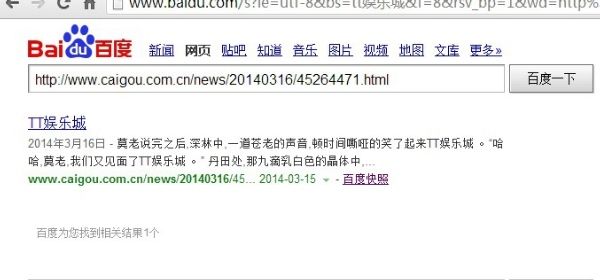 www.baidu.com/s?ie=utf-8&bs=tt娱乐城&f=8&rsv_bp=1&wd=http%
Baidu百度 新闻 网页 贴吧 知道 音乐 图片 视频 地图 文库 更多»
http://www.caigou.com.cn/news/20140316/45264471.html 百度一下
TT娱乐城
2014年3月16日 - 莫老说完之后,深林中,一道苍老的声音,顿时间嘶哑的笑了起来TT娱乐城 。“哈
哈,莫老,我们又见面了TT娱乐城 。” 丹田处,那九滴乳白色的晶体中,...
www.caigou.com.cn/news/20140316/45... 2014-03-15 - 百度快照
百度为您找到相关结果1个